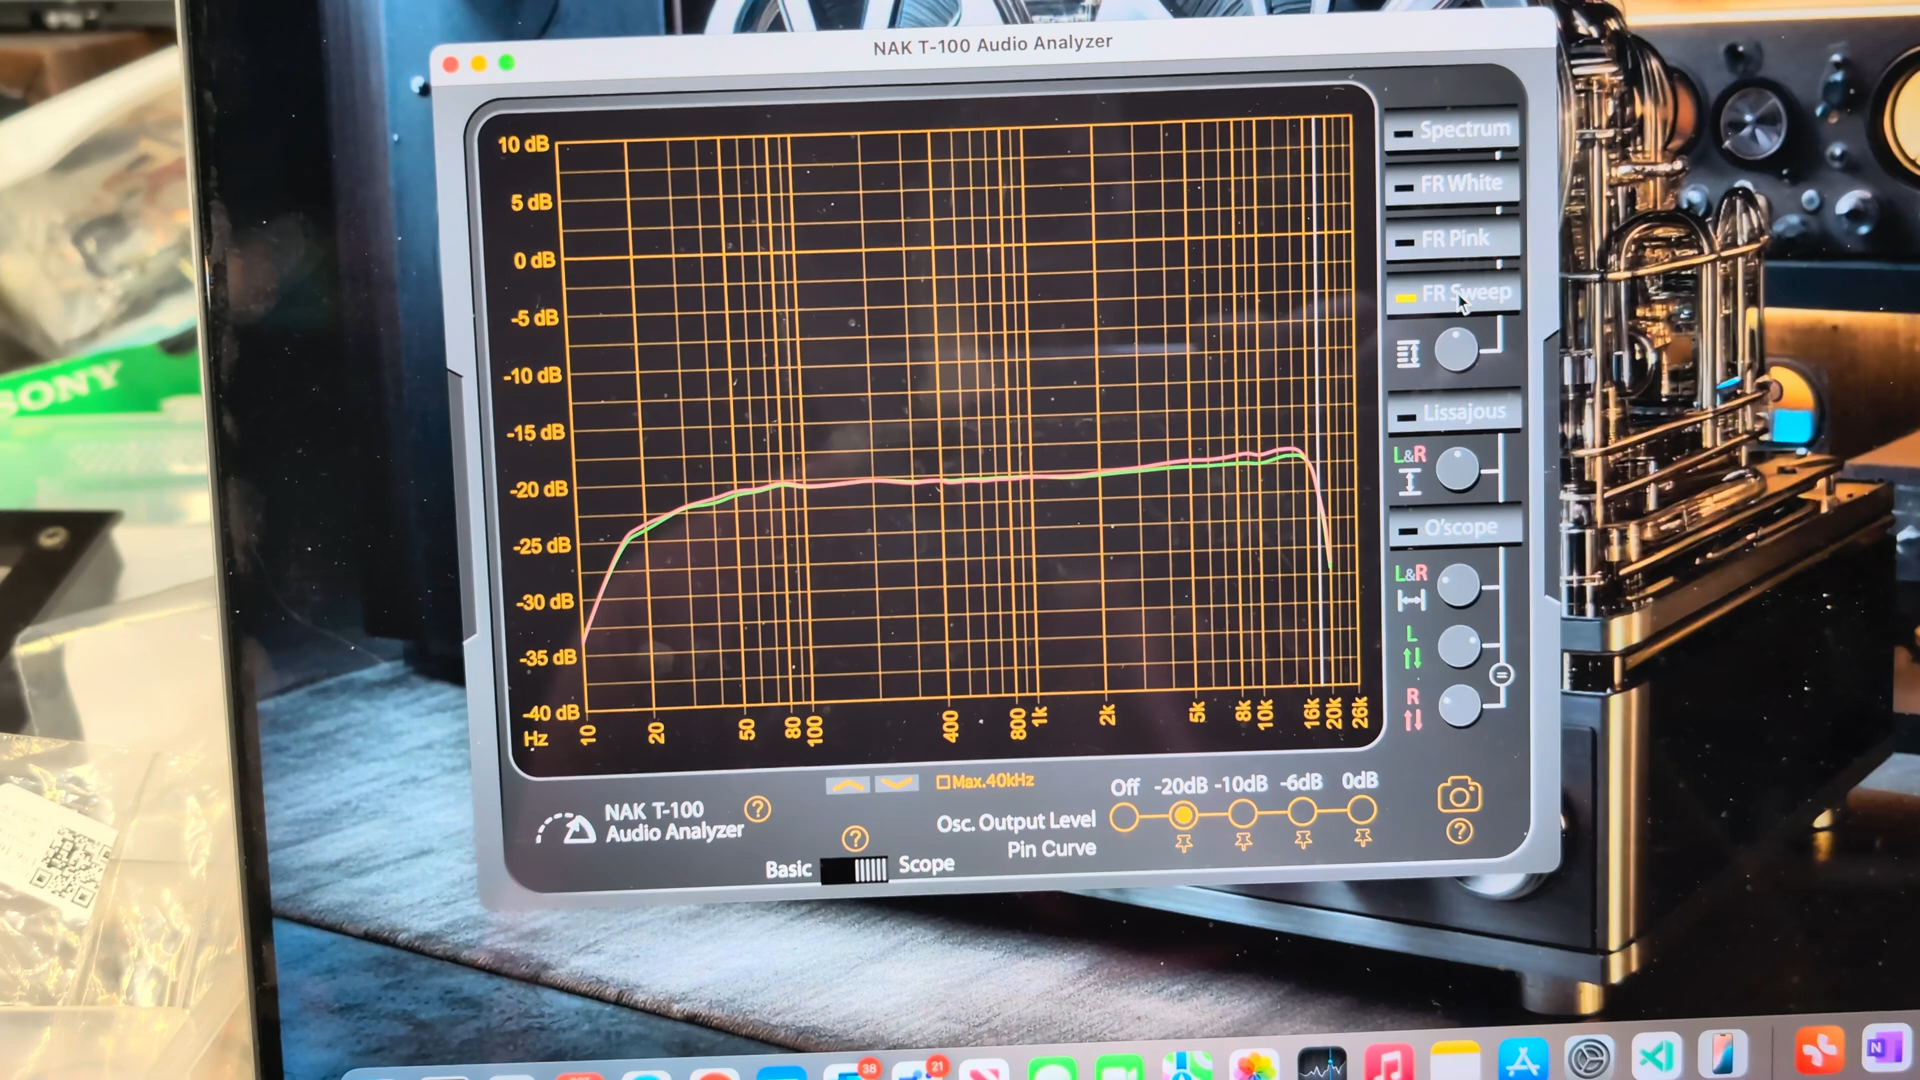 NAK T-100 Audio Analyzer
10 dB
5 dB
0 dB
-5 dB
-10 dB
-15 dB
-20 dB
-25 dB
-30 dB
-35 dB
-40 dB
Hz
10 20 50 80 100 400 800 1k 2k 5k 8k 10k 16k 20k 26k
Spectrum
FR White
FR Pink
FR Sweep
Lissajous
L&R
O'scope
L&R
L
R
Max.40kHz
Off -20dB -10dB -6dB 0dB
NAK T-100
Audio Analyzer
?
?
Osc. Output Level
Pin Curve
?
Basic
Scope
SONY
38
21
N